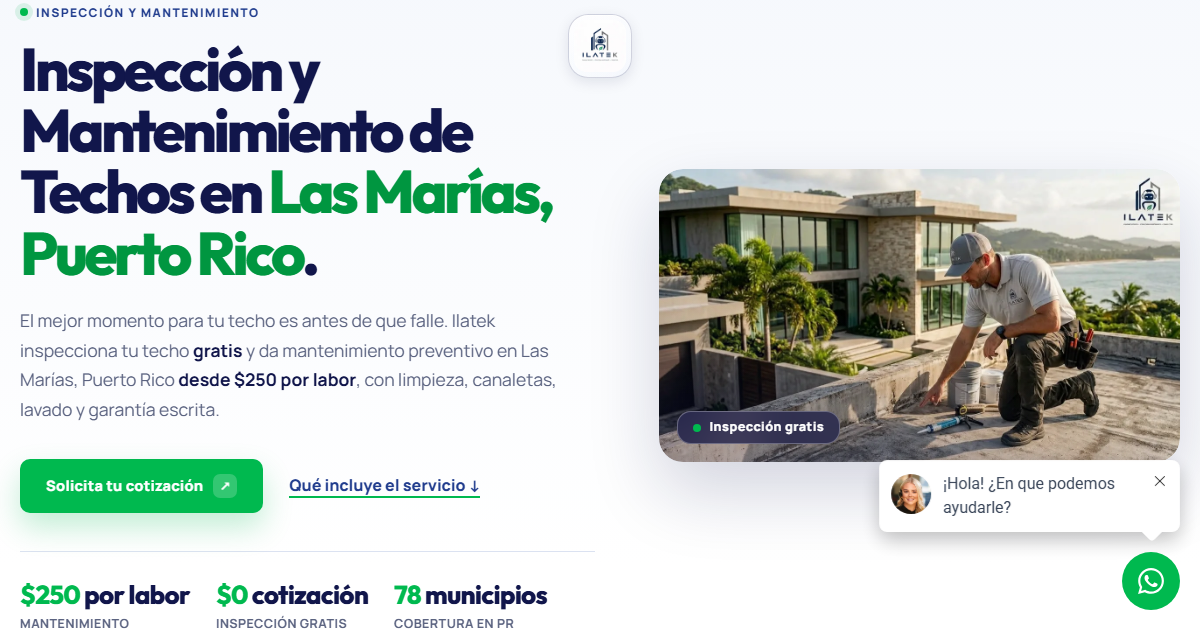 INSPECCIÓN Y MANTENIMIENTO
ILATEK
Inspección y
Mantenimiento de
Techos en Las Marías,
Puerto Rico.
El mejor momento para tu techo es antes de que falle. Ilatek
inspecciona tu techo gratis y da mantenimiento preventivo en Las
Marías, Puerto Rico desde $250 por labor, con limpieza, canaletas,
lavado y garantía escrita.
Solicita tu cotización ↗
Qué incluye el servicio ↓
ILATEK
Inspección gratis
¡Hola! ¿En que podemos
ayudarle?
$250 por labor
MANTENIMIENTO
$0 cotización
INSPECCIÓN GRATIS
78 municipios
COBERTURA EN PR